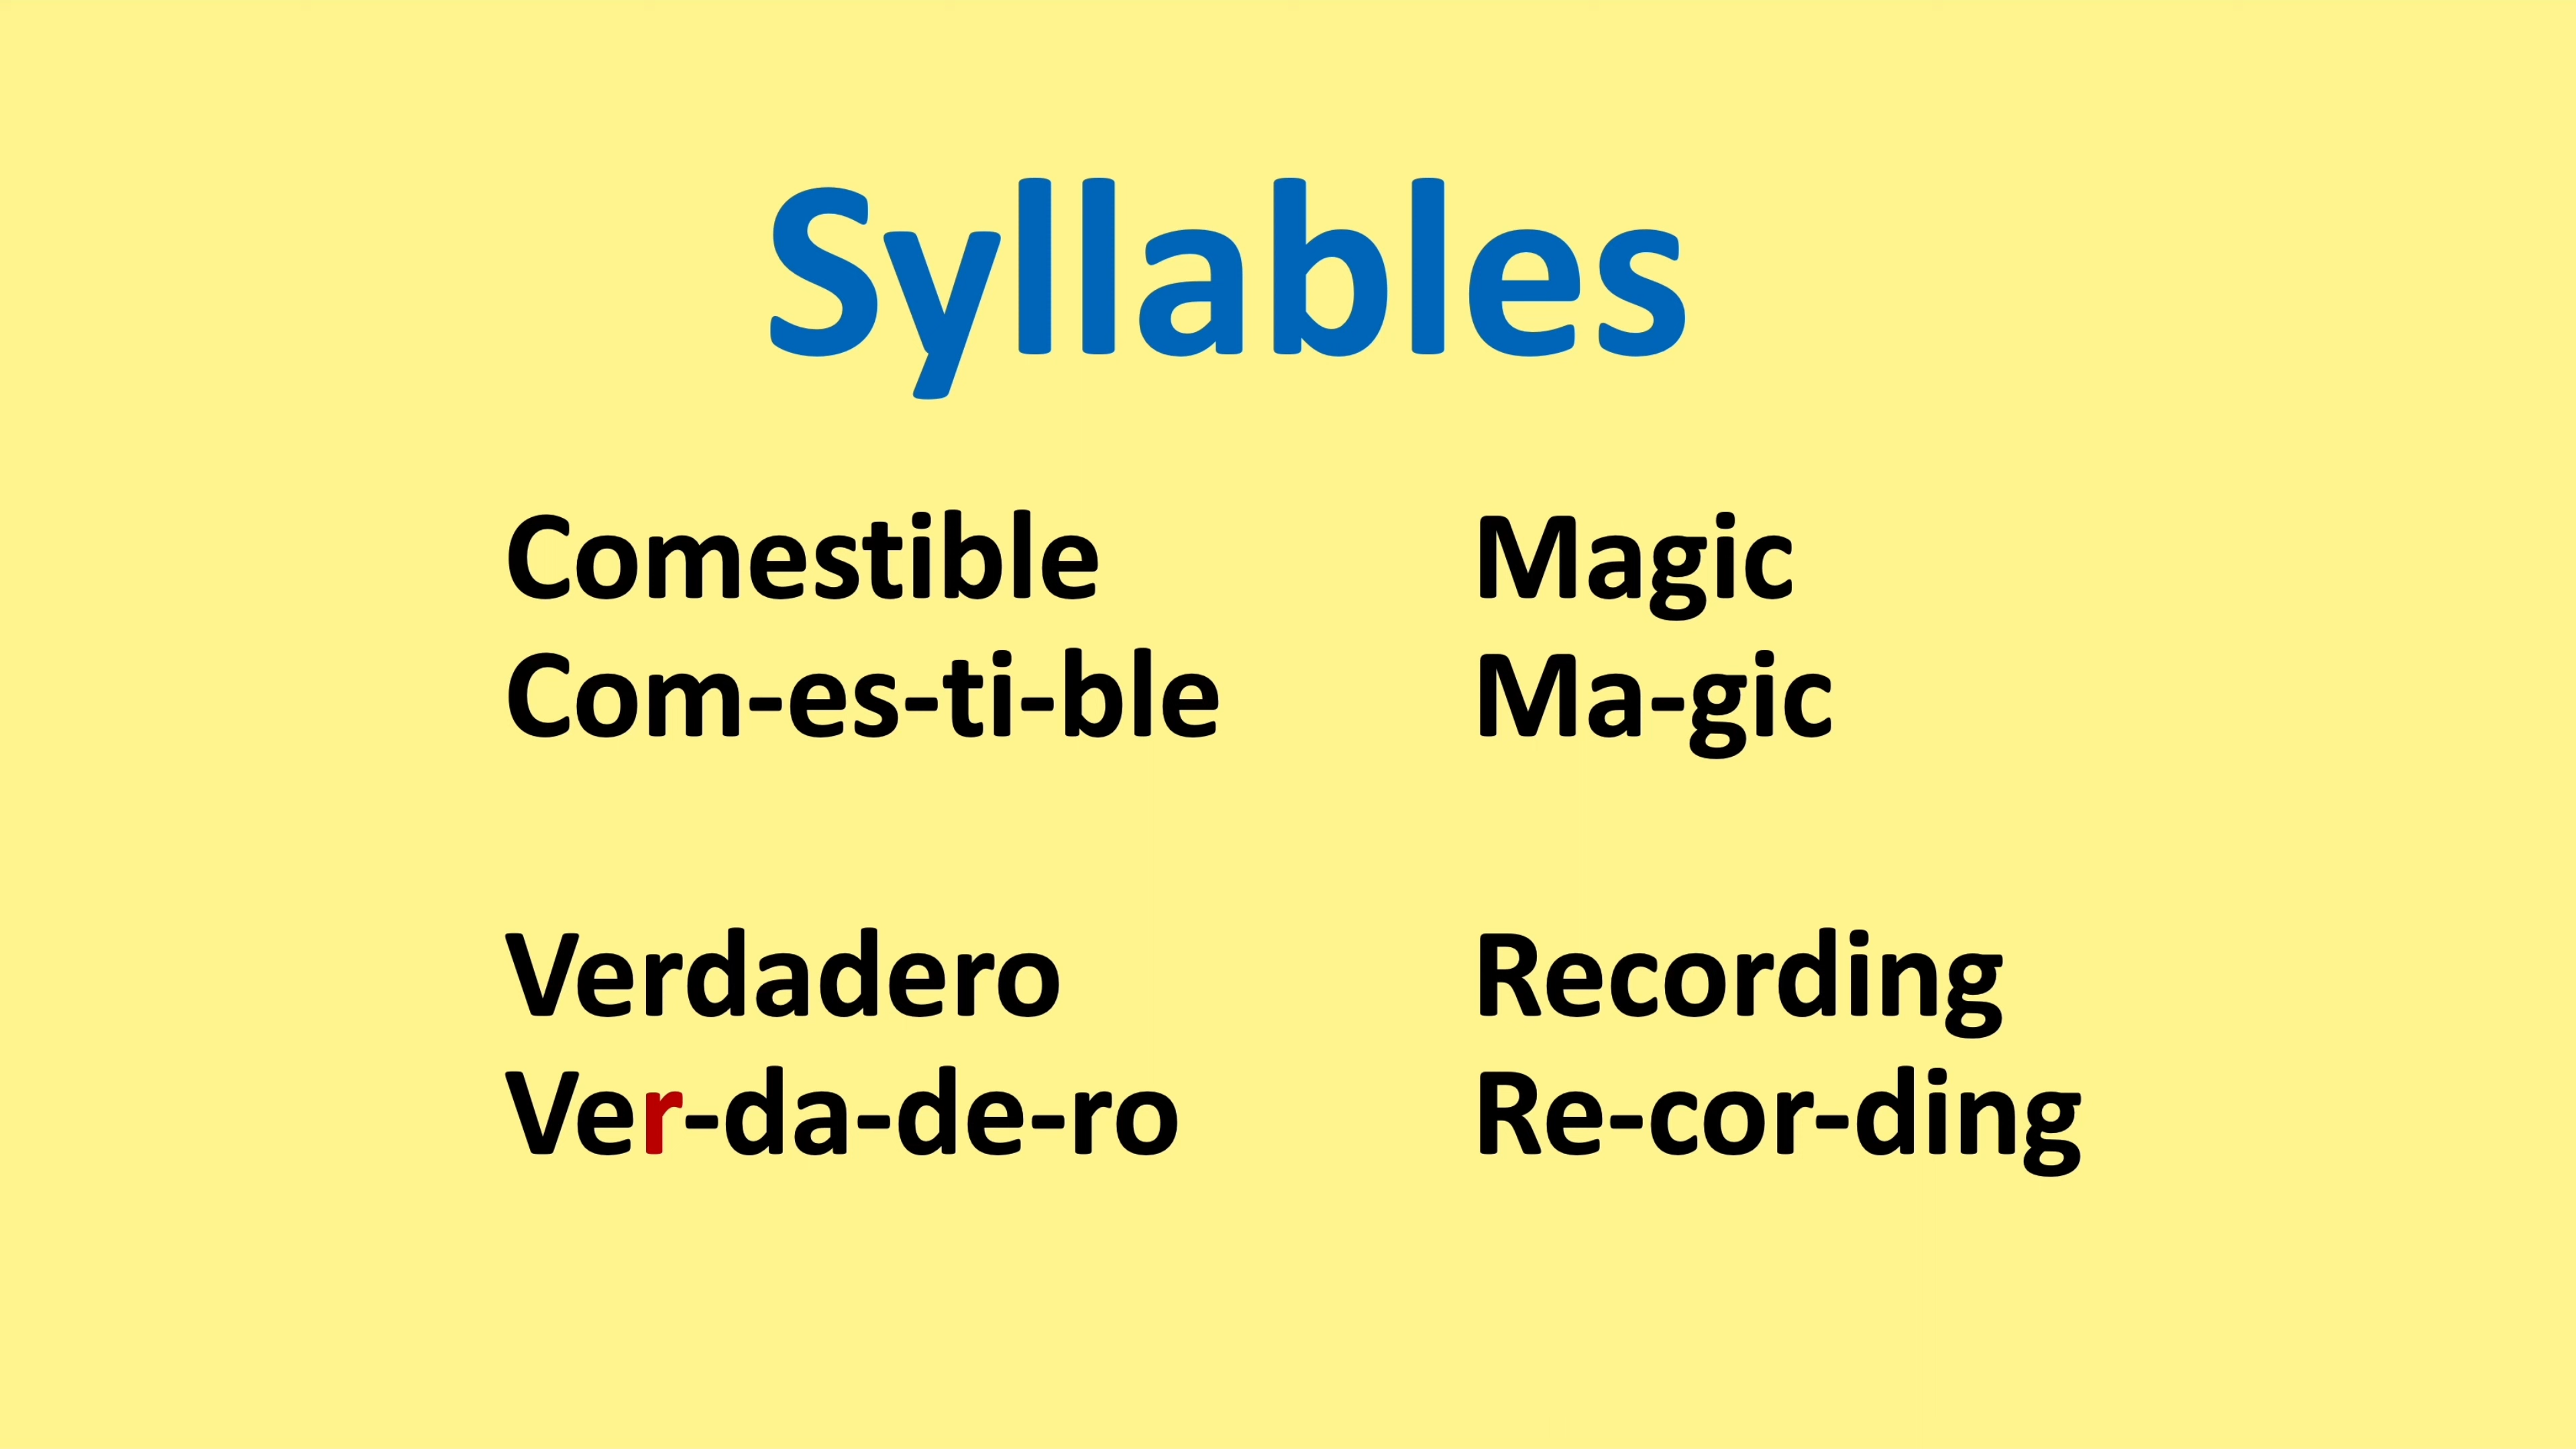 Syllables
Comestible
Com-es-ti-ble
Verdadero
Ver-da-de-ro
Magic
Ma-gic
Recording
Re-cor-ding